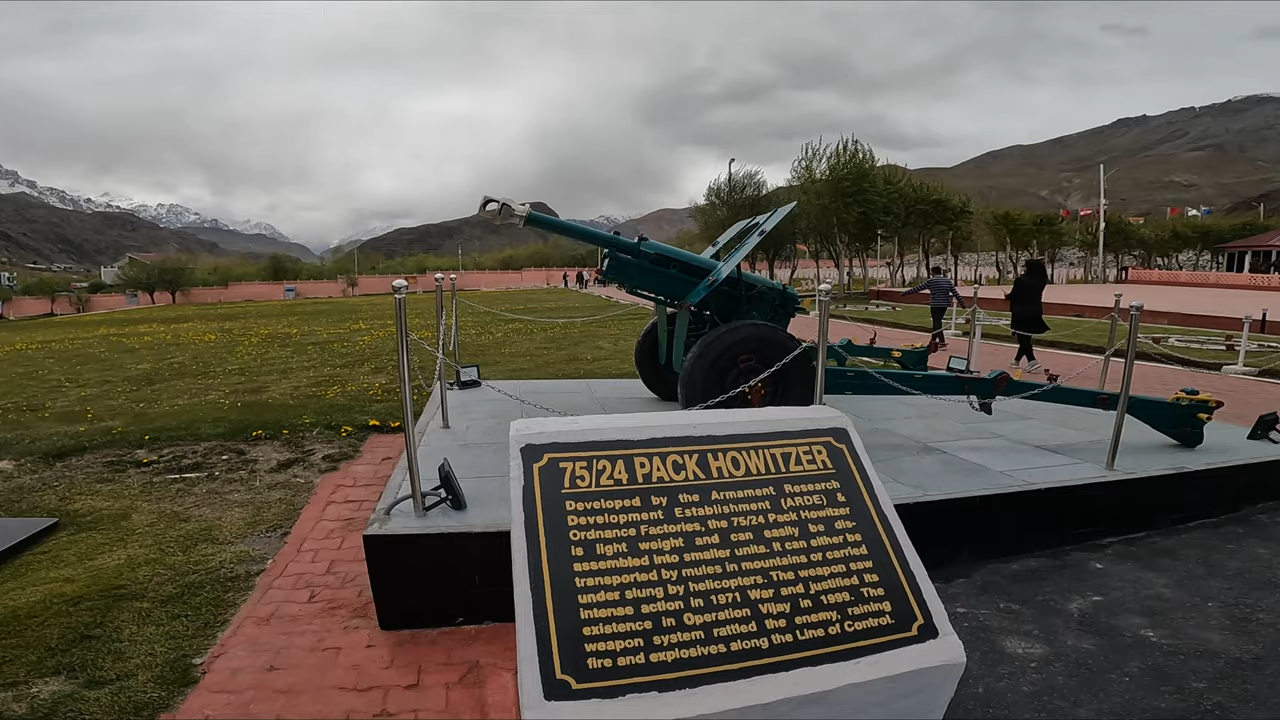 75/24 PACK HOWITZER
Developed by the Armament Research
Development Establishment (ARDE) &
Ordnance Factories, the 75/24 Pack Howitzer
is light weight and can easily be dis-
assembled into smaller units. It can either be
transported by mules in mountains or carried
under slung by helicopters. The weapon saw
intense action in 1971 War and justified its
existence in Operation Vijay in 1999. The
weapon system rattled the enemy, raining
fire and explosives along the Line of Control.